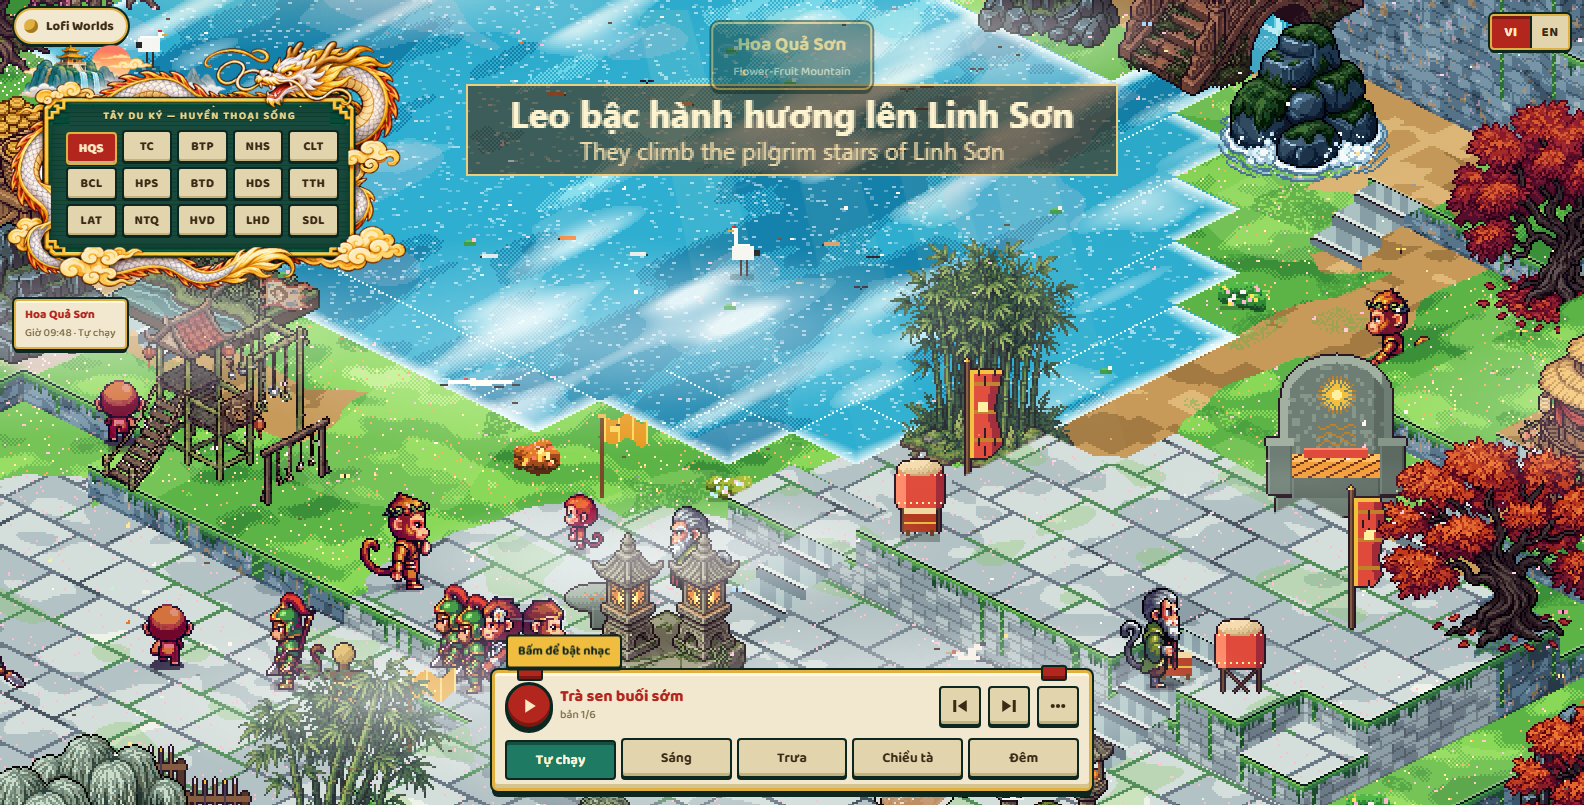 Lofi Worlds
Hoa Quả Sơn
Flower-Fruit Mountain
VI EN
Leo bậc hành hương lên Linh Sơn
They climb the pilgrim stairs of Linh Sơn
TÂY DU KÝ — HUYỀN THOẠI SỐNG
HQS TC BTP NHS CLT
BCL HPS BTD HDS TTH
LAT NTQ HVD LHD SDL
Hoa Quả Sơn
Giờ 09:48 · Tự chạy
Bấm để bật nhạc
Trà sen buổi sớm
bản 1/6
Tự chạy Sáng Trưa Chiều tà Đêm